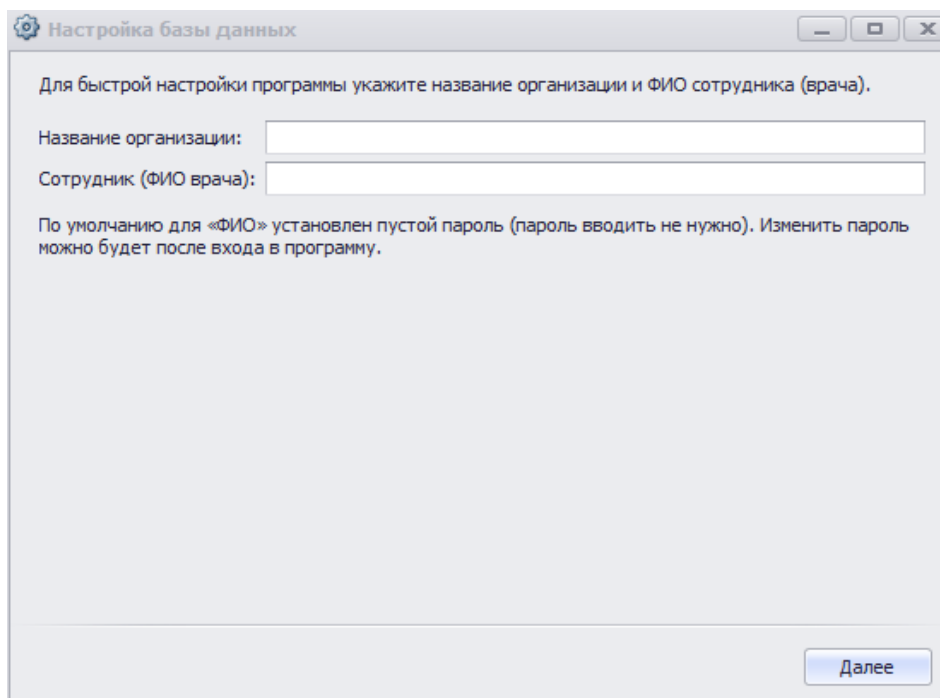 Настройка базы данных
Для быстрой настройки программы укажите название организации и ФИО сотрудника (врача).
Название организации:
Сотрудник (ФИО врача):
По умолчанию для «ФИО» установлен пустой пароль (пароль вводить не нужно). Изменить пароль
можно будет после входа в программу.
Далее